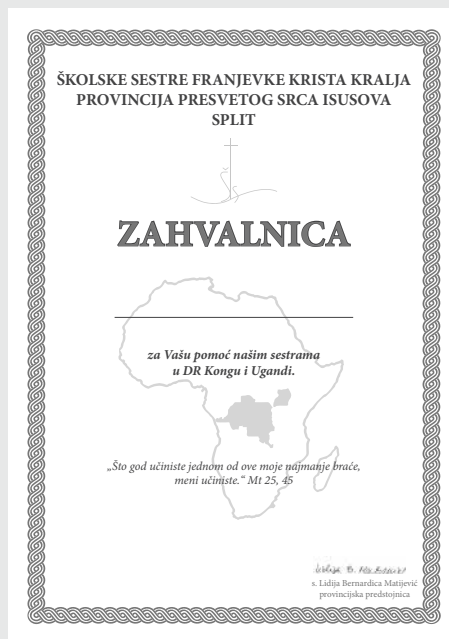 ŠKOLSKE SESTRE FRANJEVKE KRISTA KRALJA
PROVINCIJA PRESVETOG SRCA ISUSOVA
SPLIT
ZAHVALNICA
za Vašu pomoć našim sestrama
u DR Kongu i Ugandi.
„Što god učiniste jednom od ove moje najmanje braće,
meni učiniste.“ Mt 25, 45
s. Lidija Bernardica Matijević
provincijska predstojnica